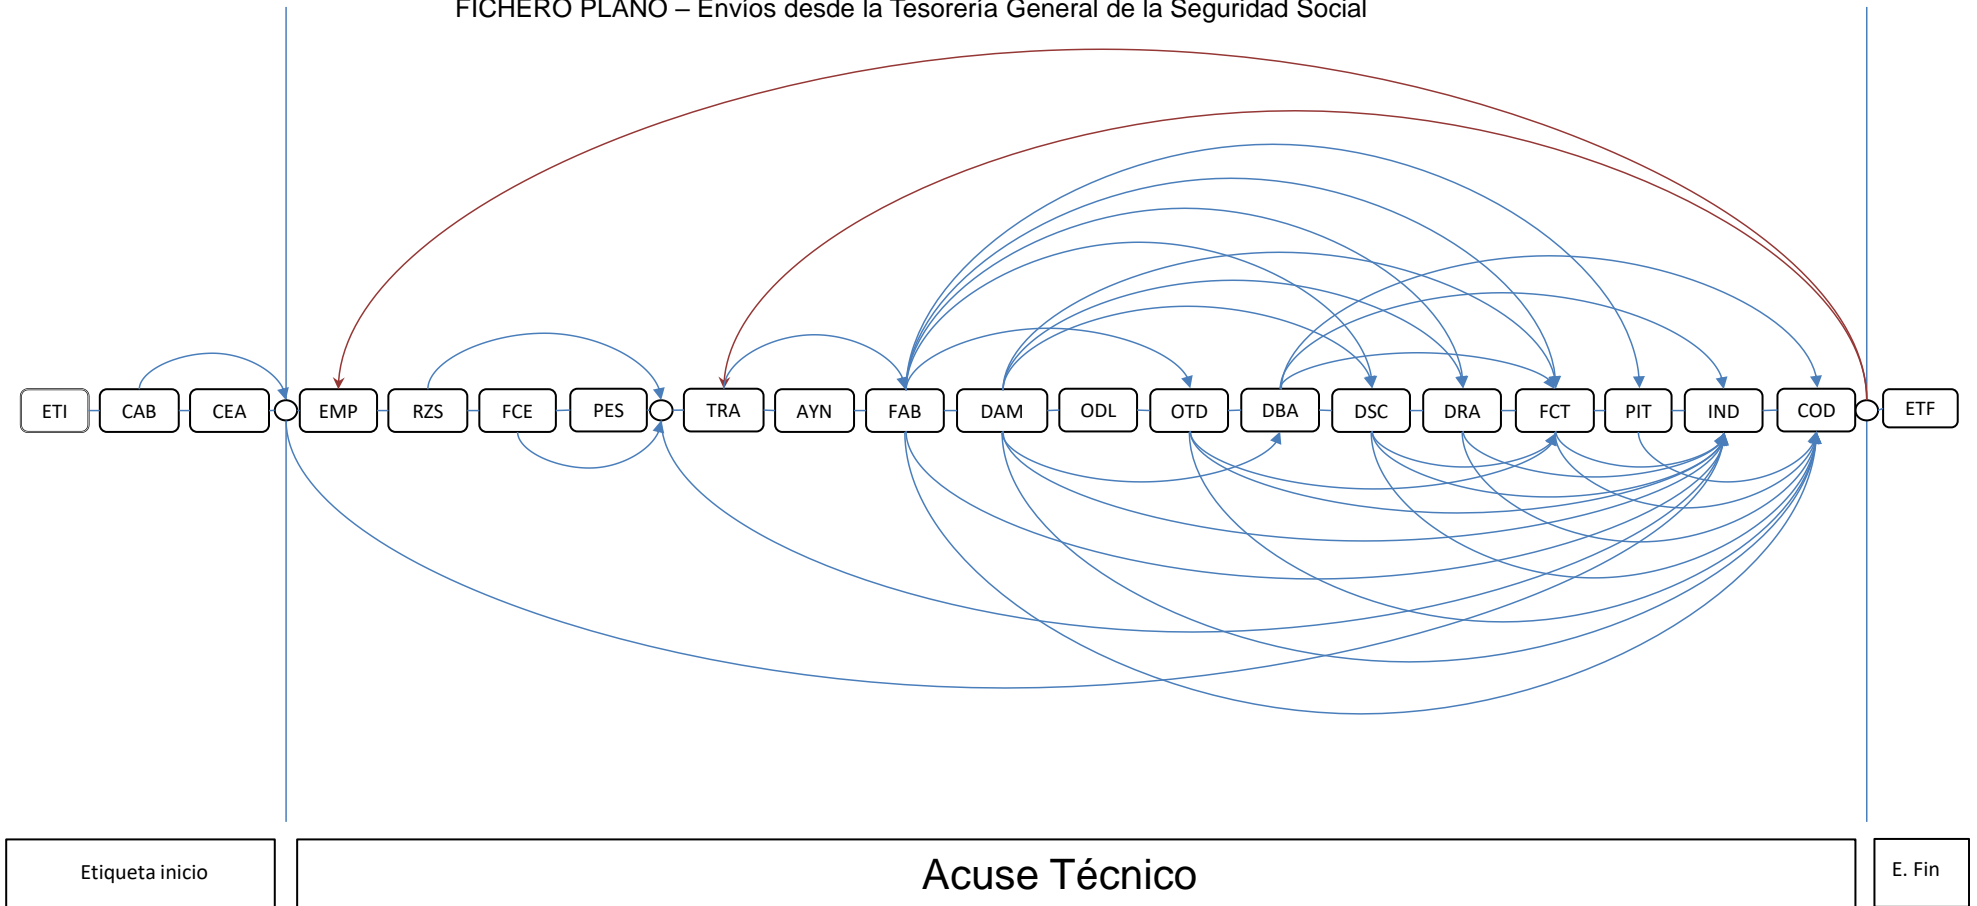 FICHERO PLANO – Envíos desde la Tesorería General de la Seguridad Social
ETI CAB CEA EMP RZS FCE PES TRA AYN FAB DAM ODL OTD DBA DSC DRA FCT PIT IND COD ETF
Etiqueta inicio
Acuse Técnico
E. Fin